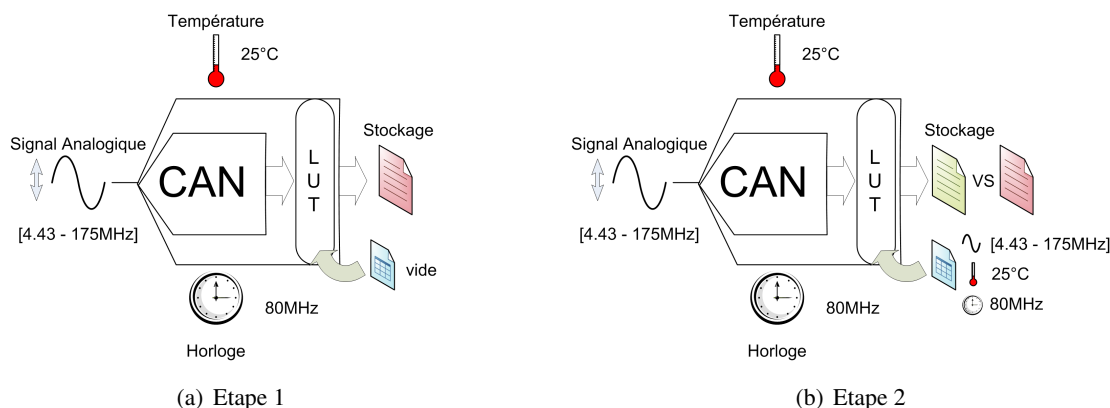 Température
25°C
Signal Analogique
[4.43 - 175MHz]
CAN
L
U
T
Stockage
vide
80MHz
Horloge
(a) Etape 1
Température
25°C
Signal Analogique
[4.43 - 175MHz]
CAN
L
U
T
Stockage
VS
[4.43 - 175MHz]
25°C
80MHz
80MHz
Horloge
(b) Etape 2